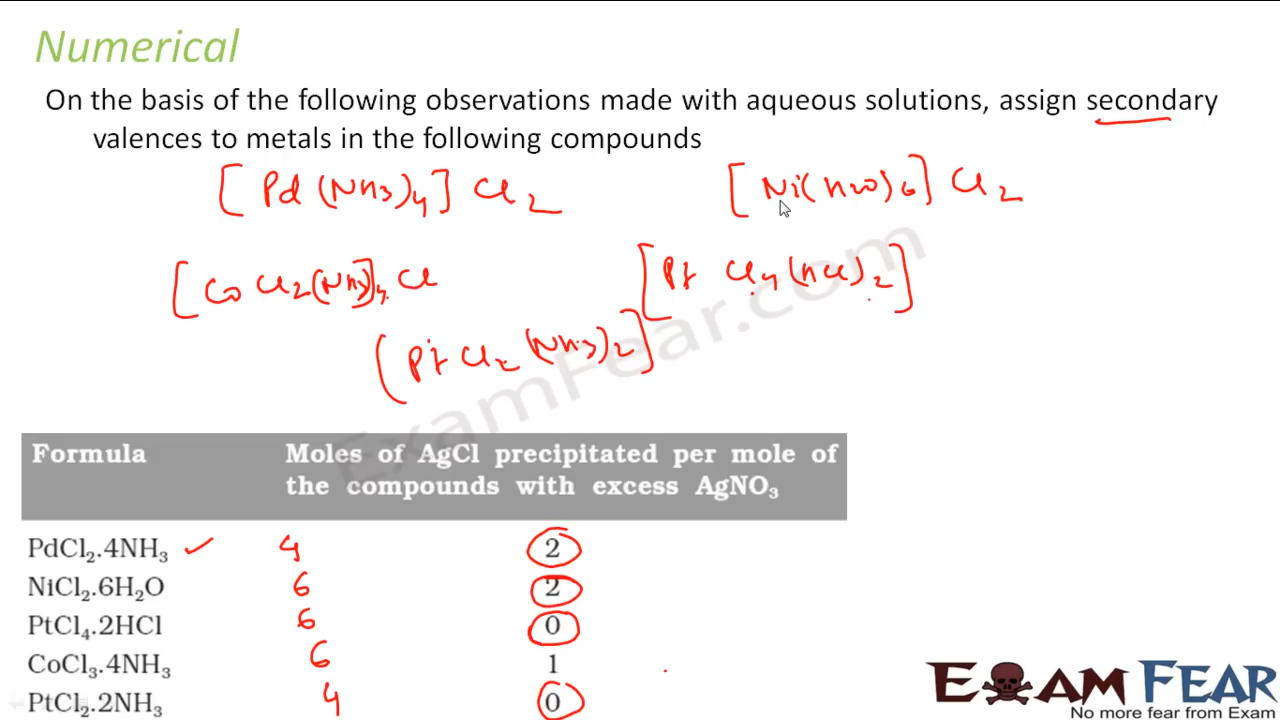 Numerical
On the basis of the following observations made with aqueous solutions, assign secondary
valences to metals in the following compounds
[Pd(NH3)4]Cl2 [Ni(H2O)6]Cl2
[CoCl2(NH3)]4Cl [PtCl4(HCl)2]
(PtCl2(NH3)2]
ExamFear.com
Formula Moles of AgCl precipitated per mole of
the compounds with excess AgNO₃
PdCl₂.4NH₃ ✓ 4 2
NiCl₂.6H₂O 6 2
PtCl₄.2HCl 6 0
CoCl₃.4NH₃ 6 1
PtCl₂.2NH₃ 4 0
EXAM FEAR
No more fear from Exam